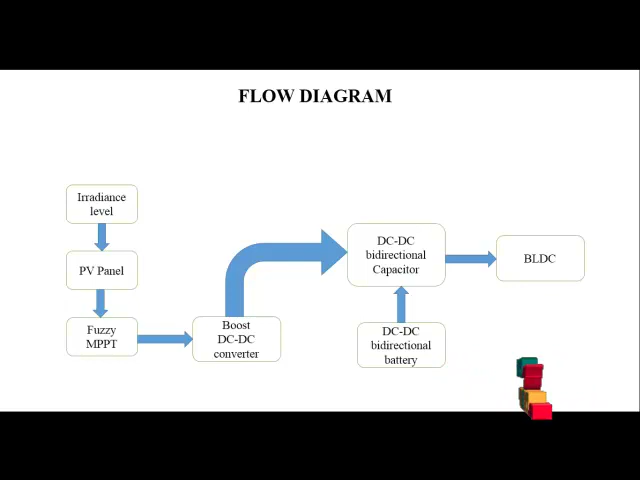 FLOW DIAGRAM
Irradiance
level
PV Panel
Fuzzy
MPPT
Boost
DC-DC
converter
DC-DC
bidirectional
Capacitor
DC-DC
bidirectional
battery
BLDC